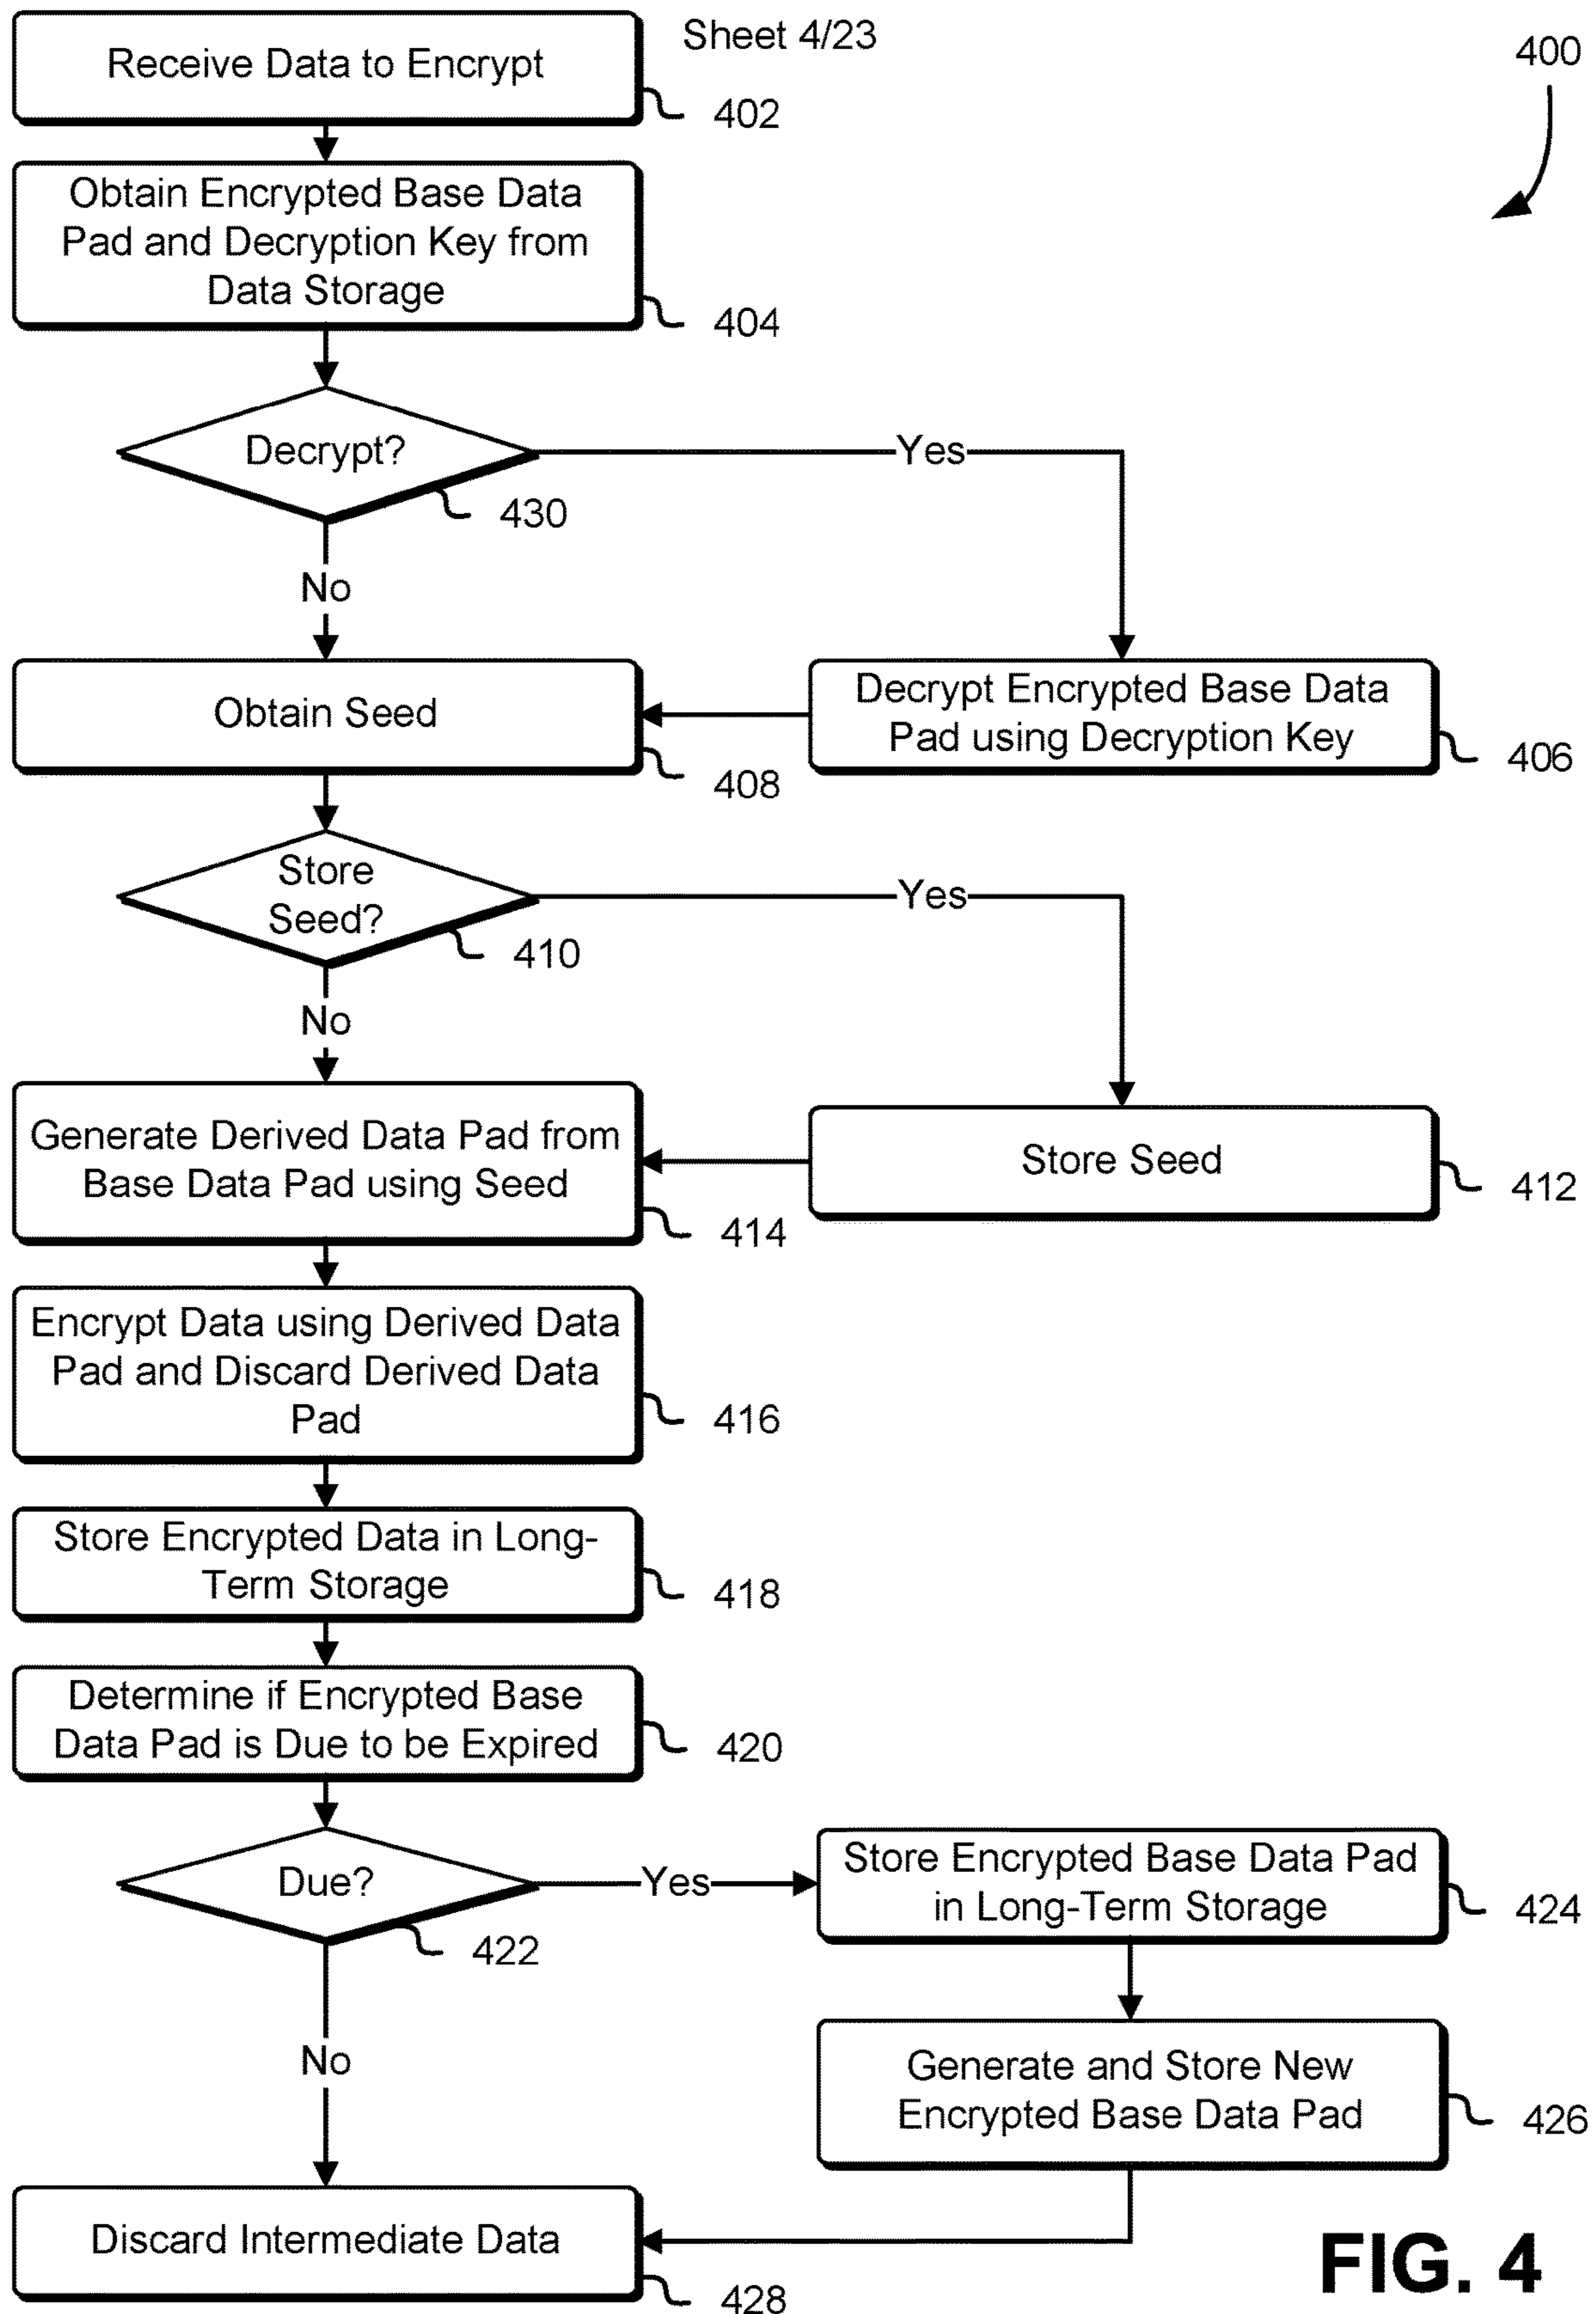 Sheet 4/23
400
Receive Data to Encrypt
402
Obtain Encrypted Base Data
Pad and Decryption Key from
Data Storage
404
Decrypt?
Yes
430
No
Obtain Seed
408
Decrypt Encrypted Base Data
Pad using Decryption Key
406
Store
Seed?
Yes
410
No
Generate Derived Data Pad from
Base Data Pad using Seed
414
Store Seed
412
Encrypt Data using Derived Data
Pad and Discard Derived Data
Pad
416
Store Encrypted Data in Long-
Term Storage
418
Determine if Encrypted Base
Data Pad is Due to be Expired
420
Due?
Yes
422
Store Encrypted Base Data Pad
in Long-Term Storage
424
No
Generate and Store New
Encrypted Base Data Pad
426
Discard Intermediate Data
428
FIG. 4